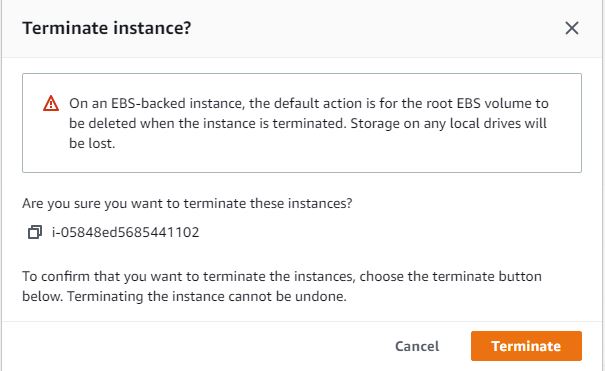 Terminate instance?
On an EBS-backed instance, the default action is for the root EBS volume to
be deleted when the instance is terminated. Storage on any local drives will
be lost.
Are you sure you want to terminate these instances?
i-05848ed5685441102
To confirm that you want to terminate the instances, choose the terminate button
below. Terminating the instance cannot be undone.
Cancel
Terminate